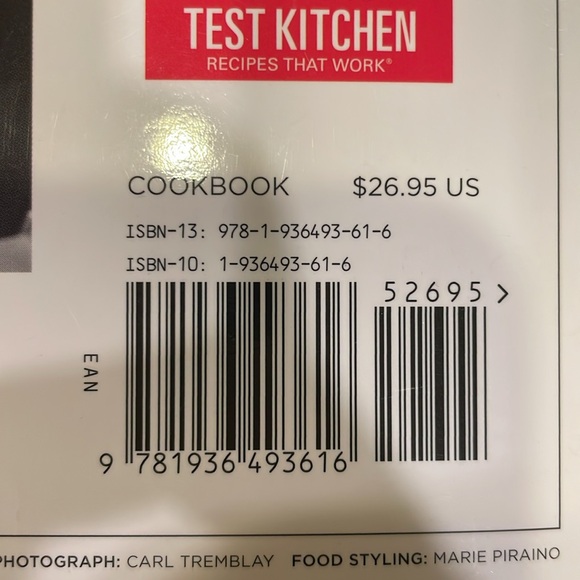 TEST KITCHEN
RECIPES THAT WORK®
COOKBOOK $26.95 US
ISBN-13: 978-1-936493-61-6
ISBN-10: 1-936493-61-6
52695 >
EAN
9 781936 493616
PHOTOGRAPH: CARL TREMBLAY FOOD STYLING: MARIE PIRAINO